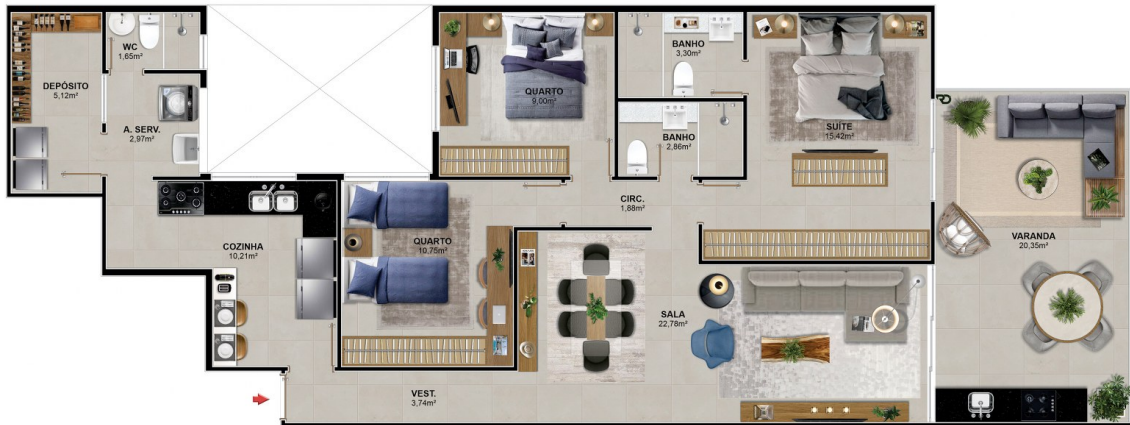 WC
1,65m²
DEPÓSITO
5,12m²
A. SERV.
2,97m²
QUARTO
9,00m²
BANHO
3,30m²
BANHO
2,86m²
SUÍTE
15,42m²
CIRC.
1,88m²
COZINHA
10,21m²
QUARTO
10,75m²
SALA
22,78m²
VARANDA
20,35m²
VEST.
3,74m²